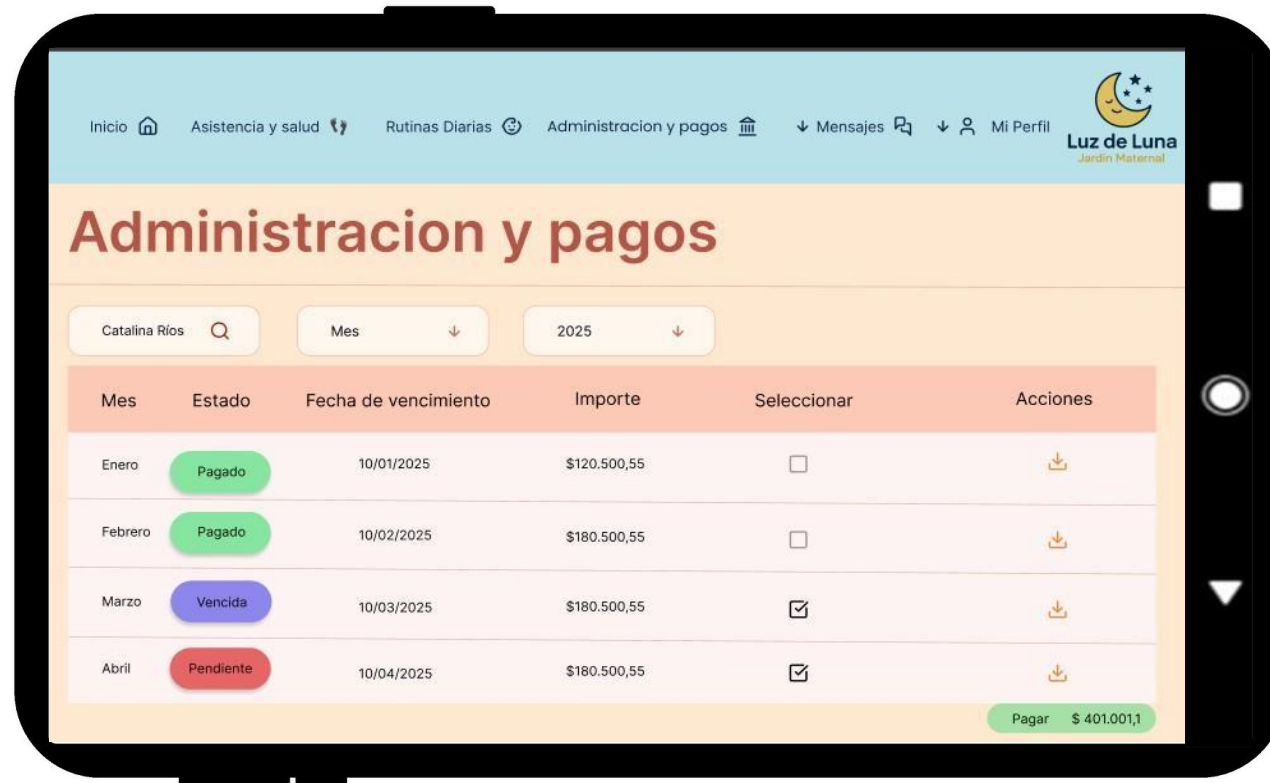 Inicio Asistencia y salud Rutinas Diarias Administracion y pagos Mensajes Mi Perfil
Luz de Luna
Jardín Maternal
Administracion y pagos
Catalina Ríos Mes 2025
Mes Estado Fecha de vencimiento Importe Seleccionar Acciones
Enero Pagado 10/01/2025 $120.500,55
Febrero Pagado 10/02/2025 $180.500,55
Marzo Vencida 10/03/2025 $180.500,55
Abril Pendiente 10/04/2025 $180.500,55
Pagar $ 401.001,1